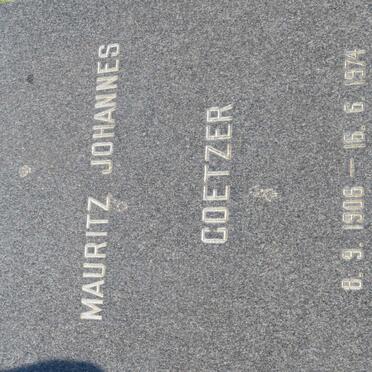 MAURITZ JOHANNES
COETZER
8. 9. 1906 — 16. 6. 1974